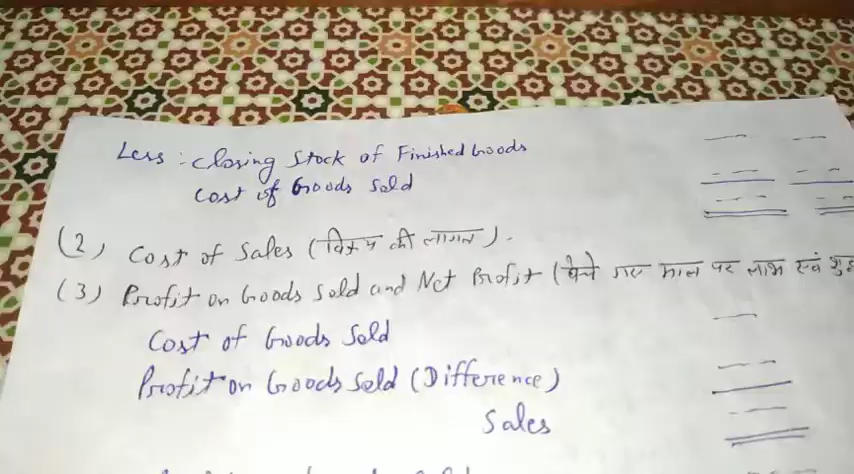 Less : Closing Stock of Finished Goods
Cost of Goods Sold
(2) Cost of Sales (विक्रय की लागत).
(3) Profit on Goods Sold and Net Profit (बेचे गए माल पर लाभ एवं
Cost of Goods Sold
Profit on Goods Sold (Difference)
Sales